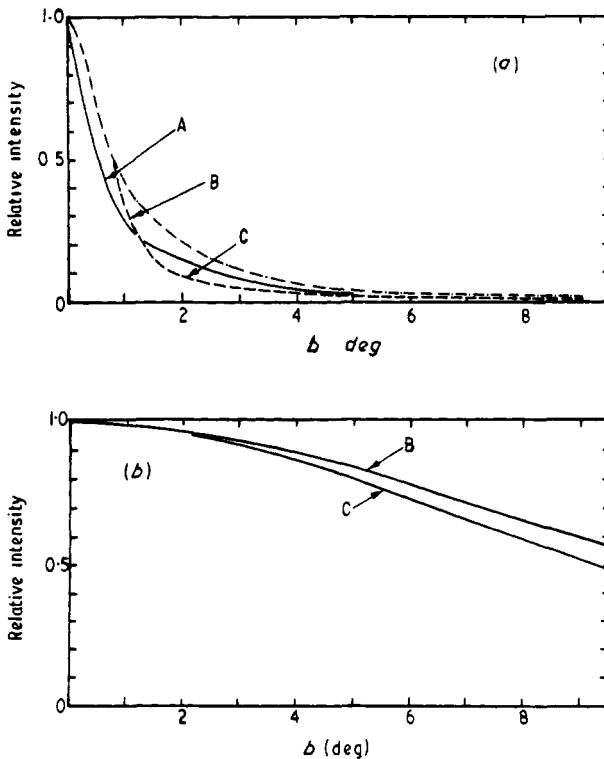 1·0
(a)
Relative intensity
A
0·5
B
C
0
2
4
6
8
b deg
1·0
(b)
B
C
Relative intensity
0·5
0
2
4
6
8
b (deg)